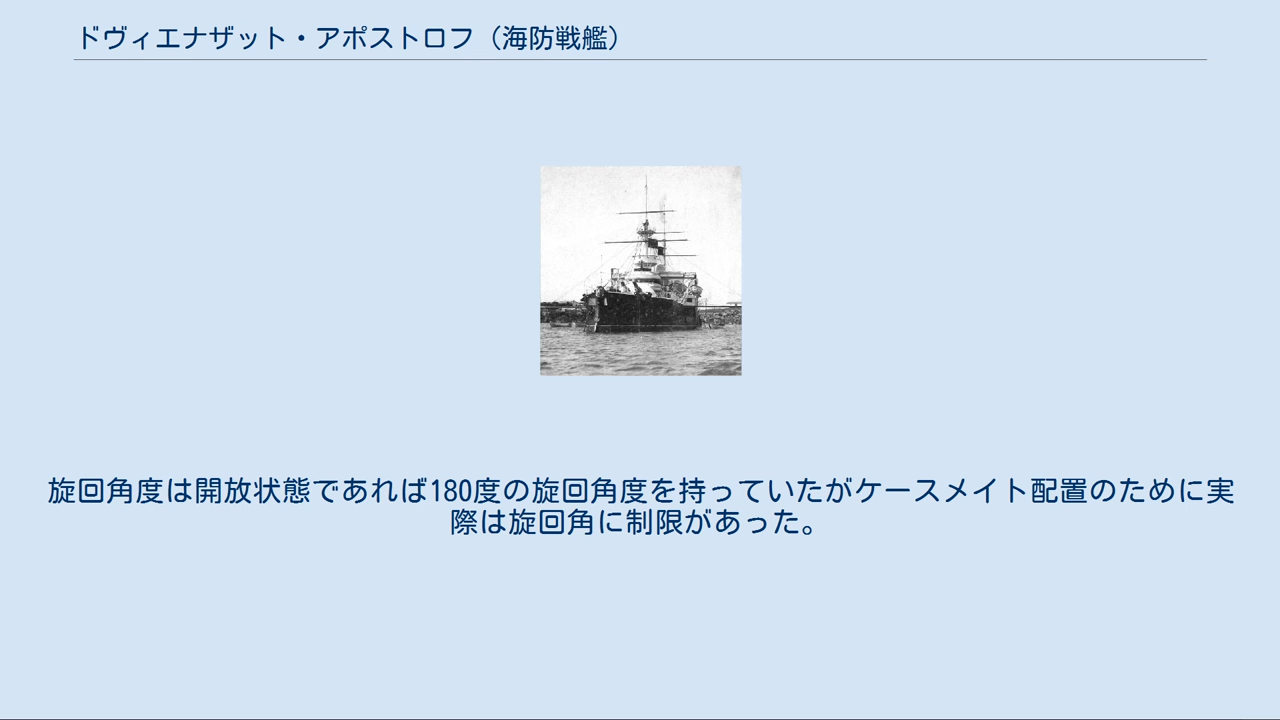 ドヴィエナザット・アポストロフ（海防戦艦）
旋回角度は開放状態であれば180度の旋回角度を持っていたがケースメイト配置のために実
際は旋回角に制限があった。